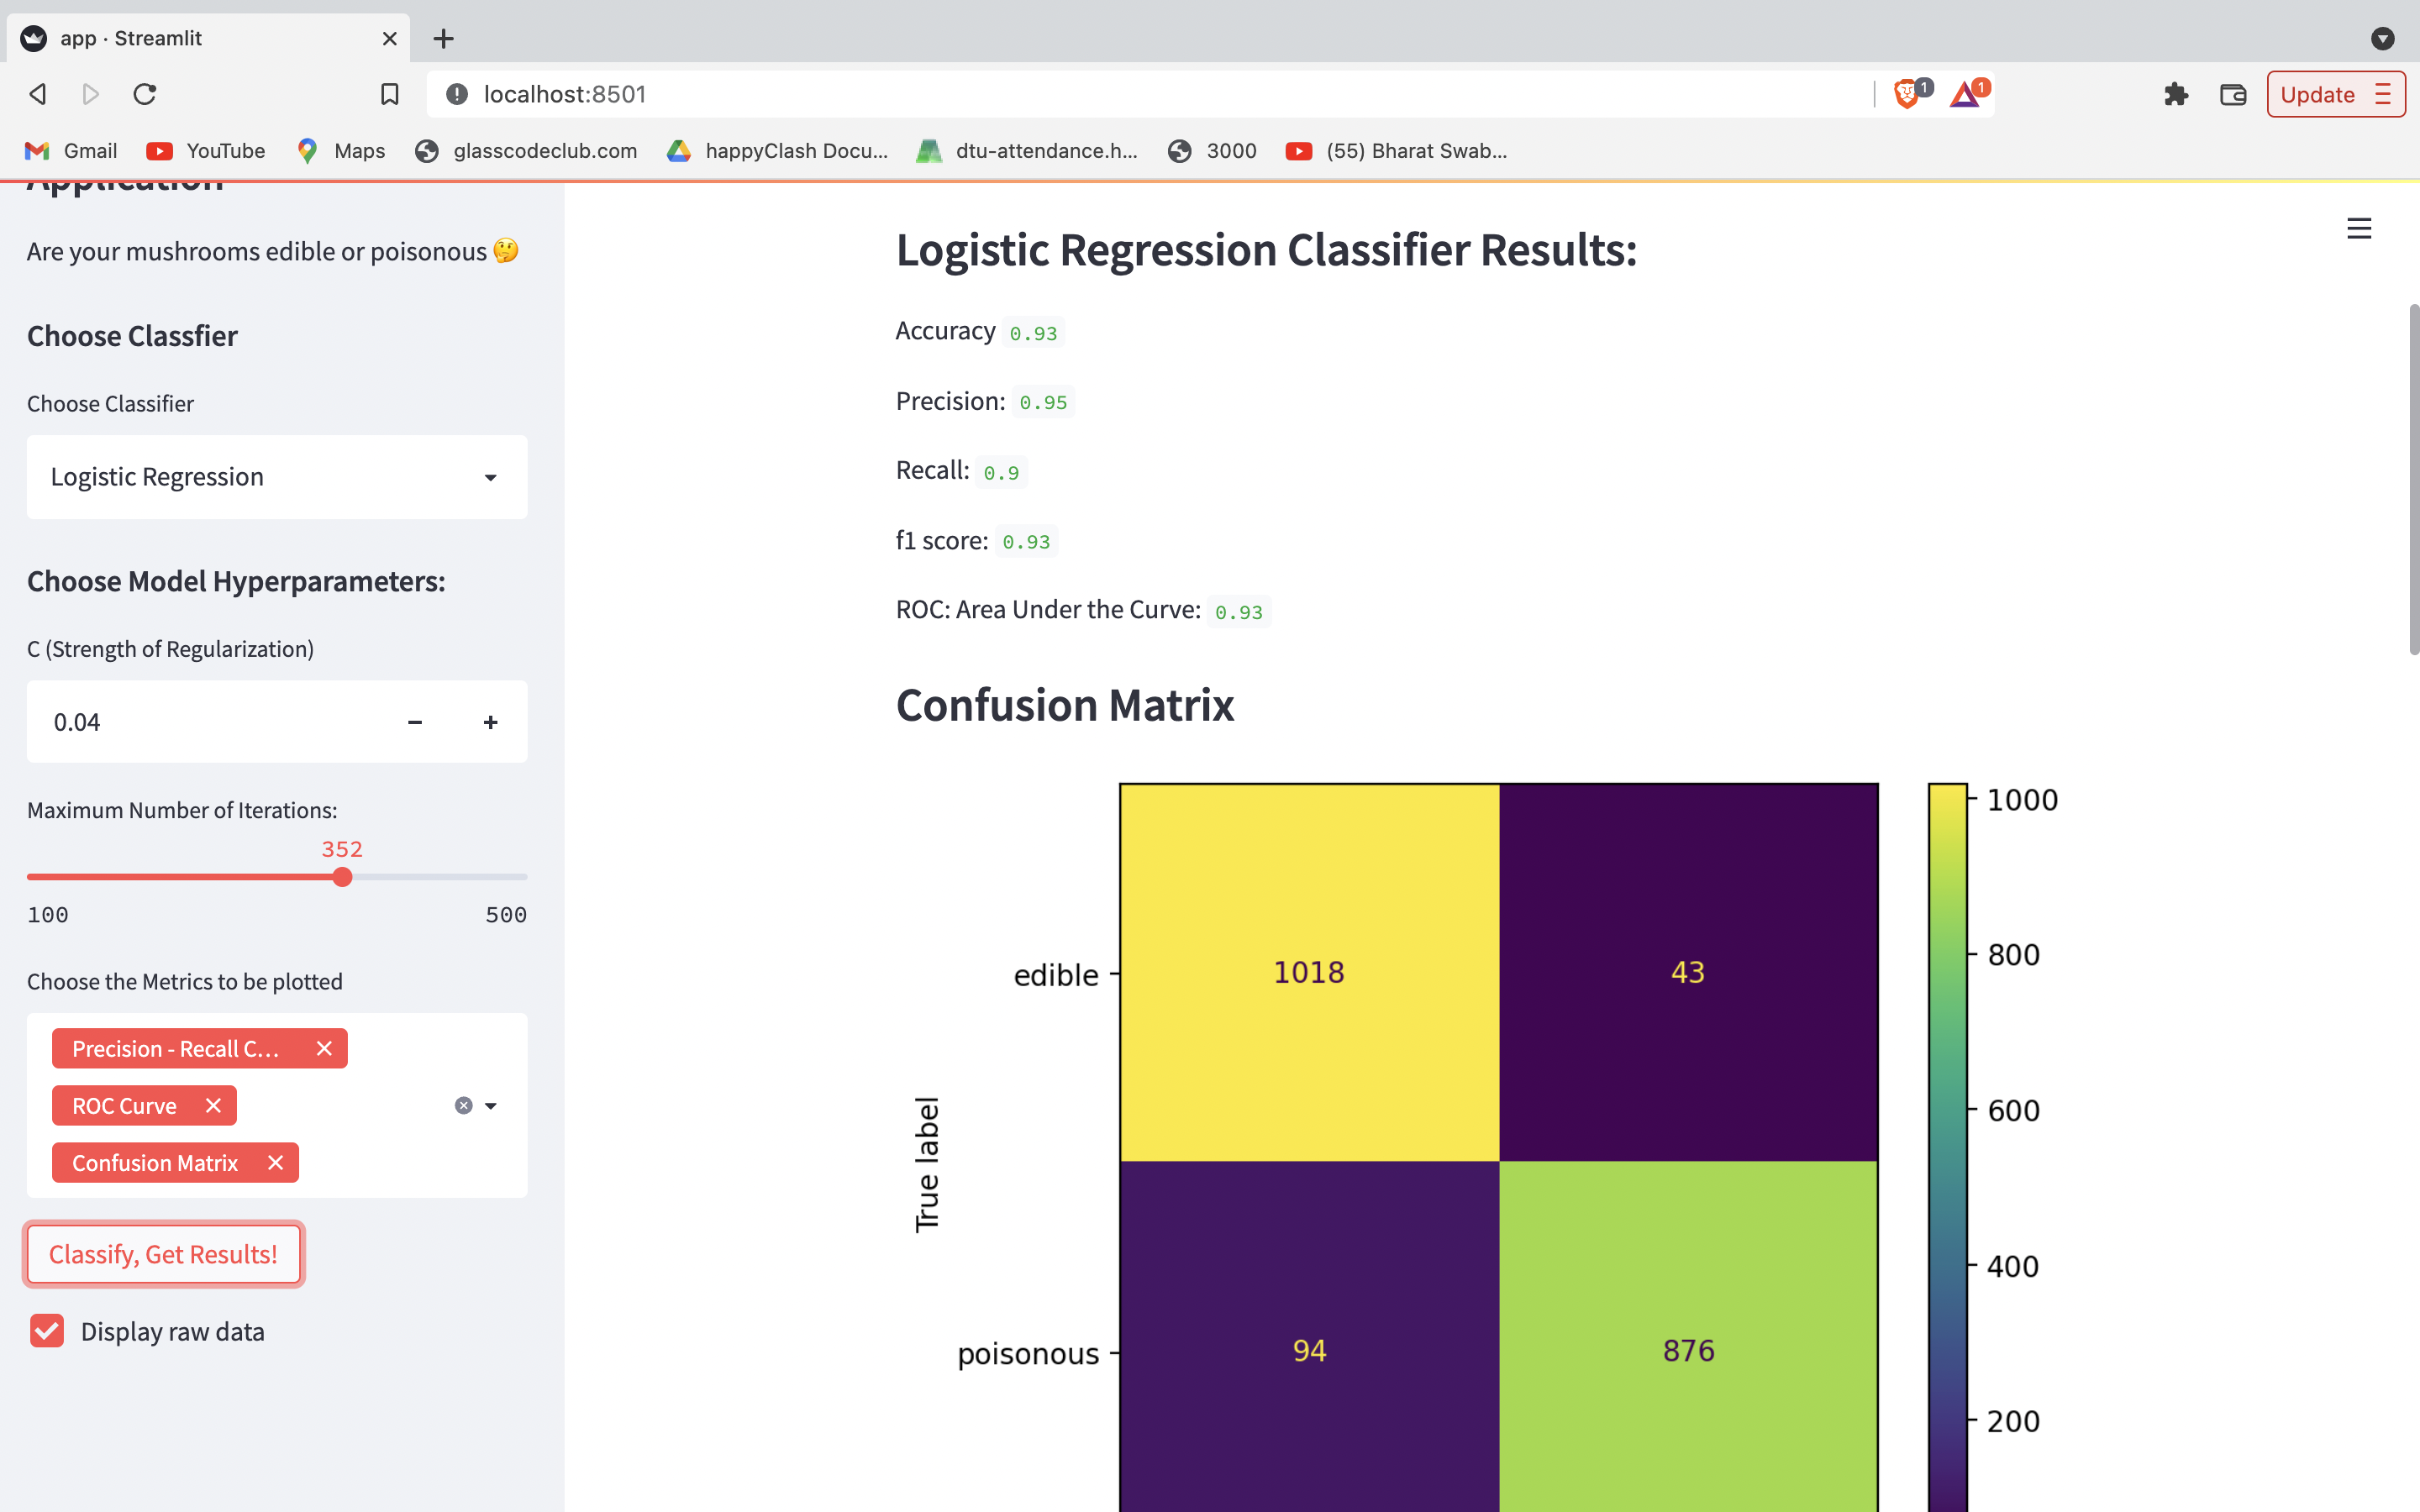 app · Streamlit
localhost:8501
1
1
Update
Gmail
YouTube
Maps
glasscodeclub.com
happyClash Docu...
dtu-attendance.h...
3000
(55) Bharat Swab...
Application
Are your mushrooms edible or poisonous 🤔
Choose Classfier
Choose Classifier
Logistic Regression
Choose Model Hyperparameters:
C (Strength of Regularization)
0.04
Maximum Number of Iterations:
352
100
500
Choose the Metrics to be plotted
Precision - Recall C...
ROC Curve
Confusion Matrix
Classify, Get Results!
Display raw data
Logistic Regression Classifier Results:
Accuracy 0.93
Precision: 0.95
Recall: 0.9
f1 score: 0.93
ROC: Area Under the Curve: 0.93
Confusion Matrix
True label
edible
1018
43
poisonous
94
876
1000
800
600
400
200